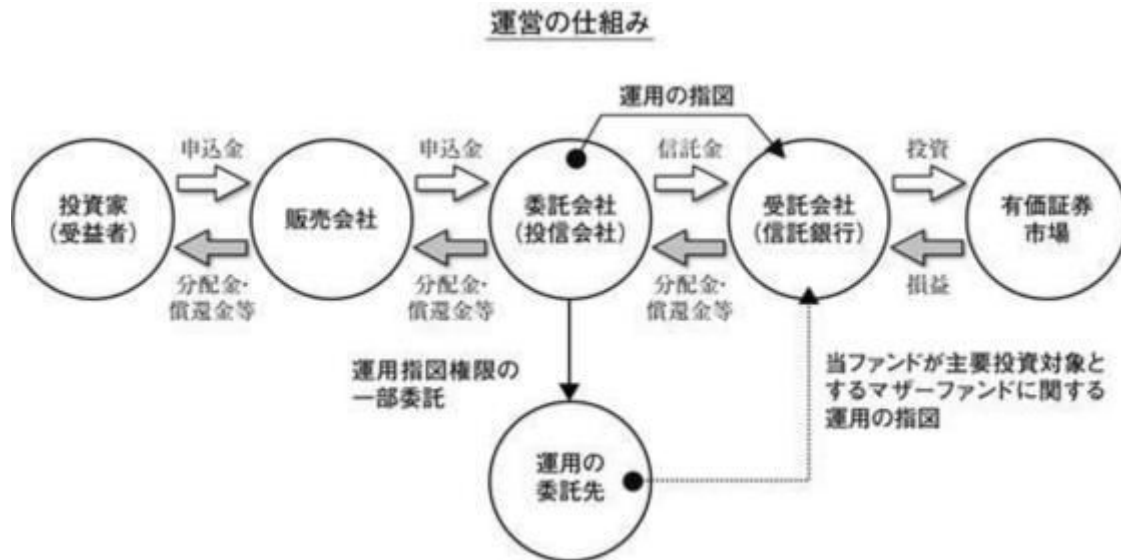 運営の仕組み
運用の指図
申込金
申込金
信託金
投資
投資家
(受益者)
販売会社
委託会社
(投信会社)
受託会社
(信託銀行)
有価証券
市場
分配金・
償還金等
分配金・
償還金等
分配金・
償還金等
損益
運用指図権限の
一部委託
当ファンドが主要投資対象と
するマザーファンドに関する
運用の指図
運用の
委託先